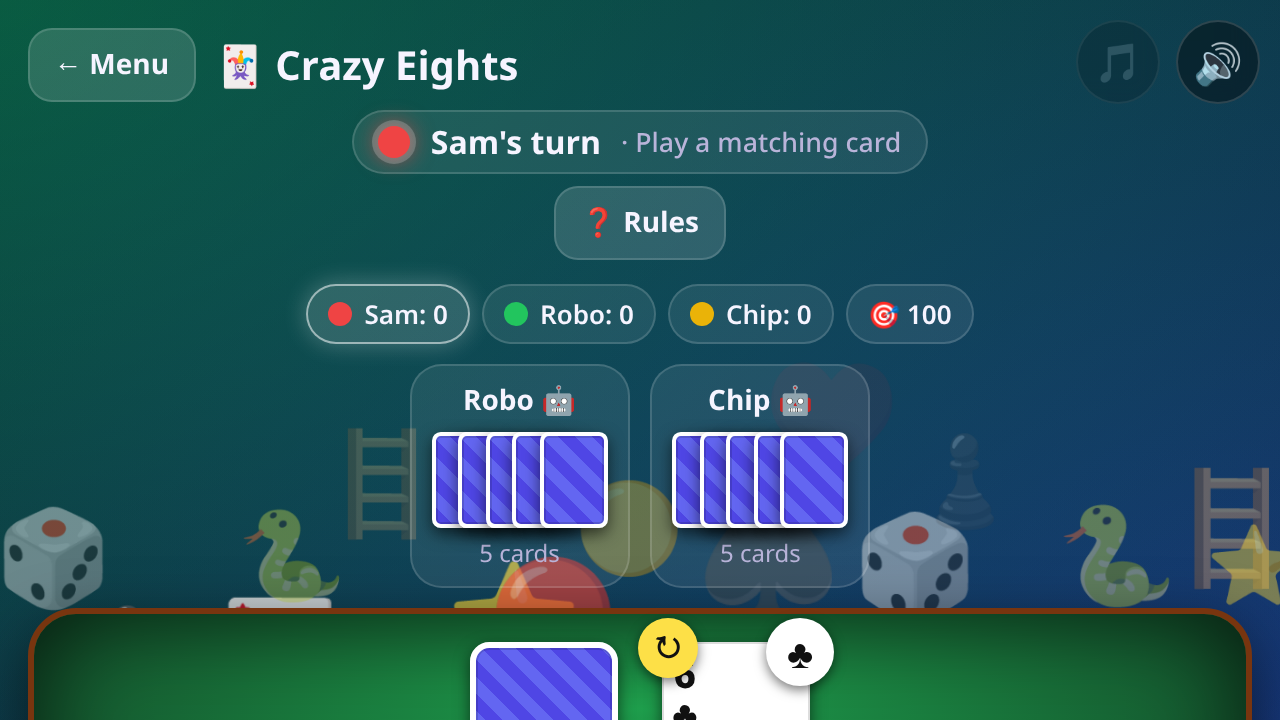 ← Menu
Crazy Eights
Sam's turn · Play a matching card
❓ Rules
Sam: 0
Robo: 0
Chip: 0
🎯 100
Robo 🤖
Chip 🤖
5 cards
5 cards
↻
♣
6
♣